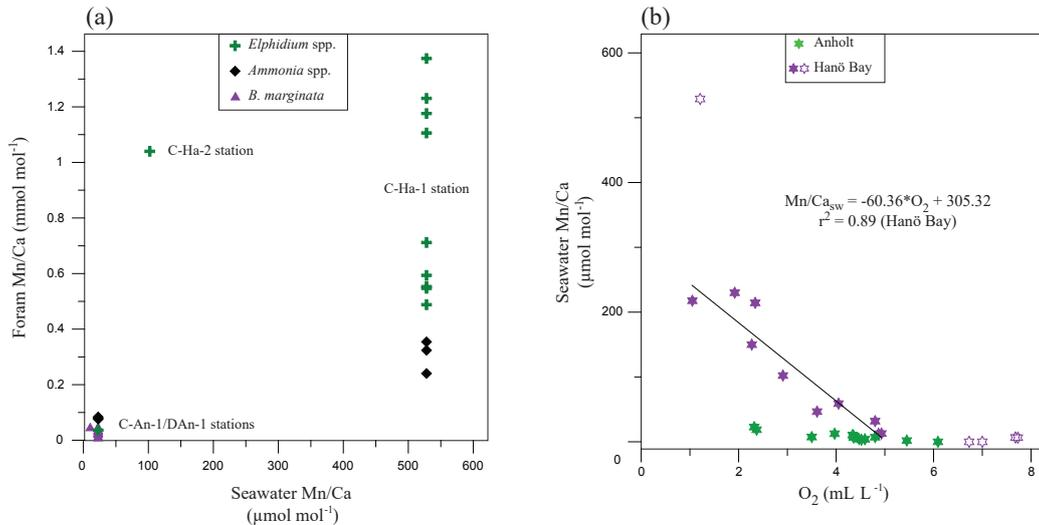 (a)
Elphidium spp.
Ammonia spp.
B. marginata
1.4
1.2
1
0.8
0.6
0.4
0.2
0
Foram Mn/Ca (mmol mol⁻¹)
C-Ha-2 station
C-Ha-1 station
C-An-1/DAn-1 stations
0 100 200 300 400 500 600
Seawater Mn/Ca
(µmol mol⁻¹)
(b)
Anholt
Hanö Bay
600
400
200
0
Seawater Mn/Ca
(µmol mol⁻¹)
Mn/Ca_sw = -60.36*O₂ + 305.32
r² = 0.89 (Hanö Bay)
0 2 4 6 8
O₂ (mL L⁻¹)